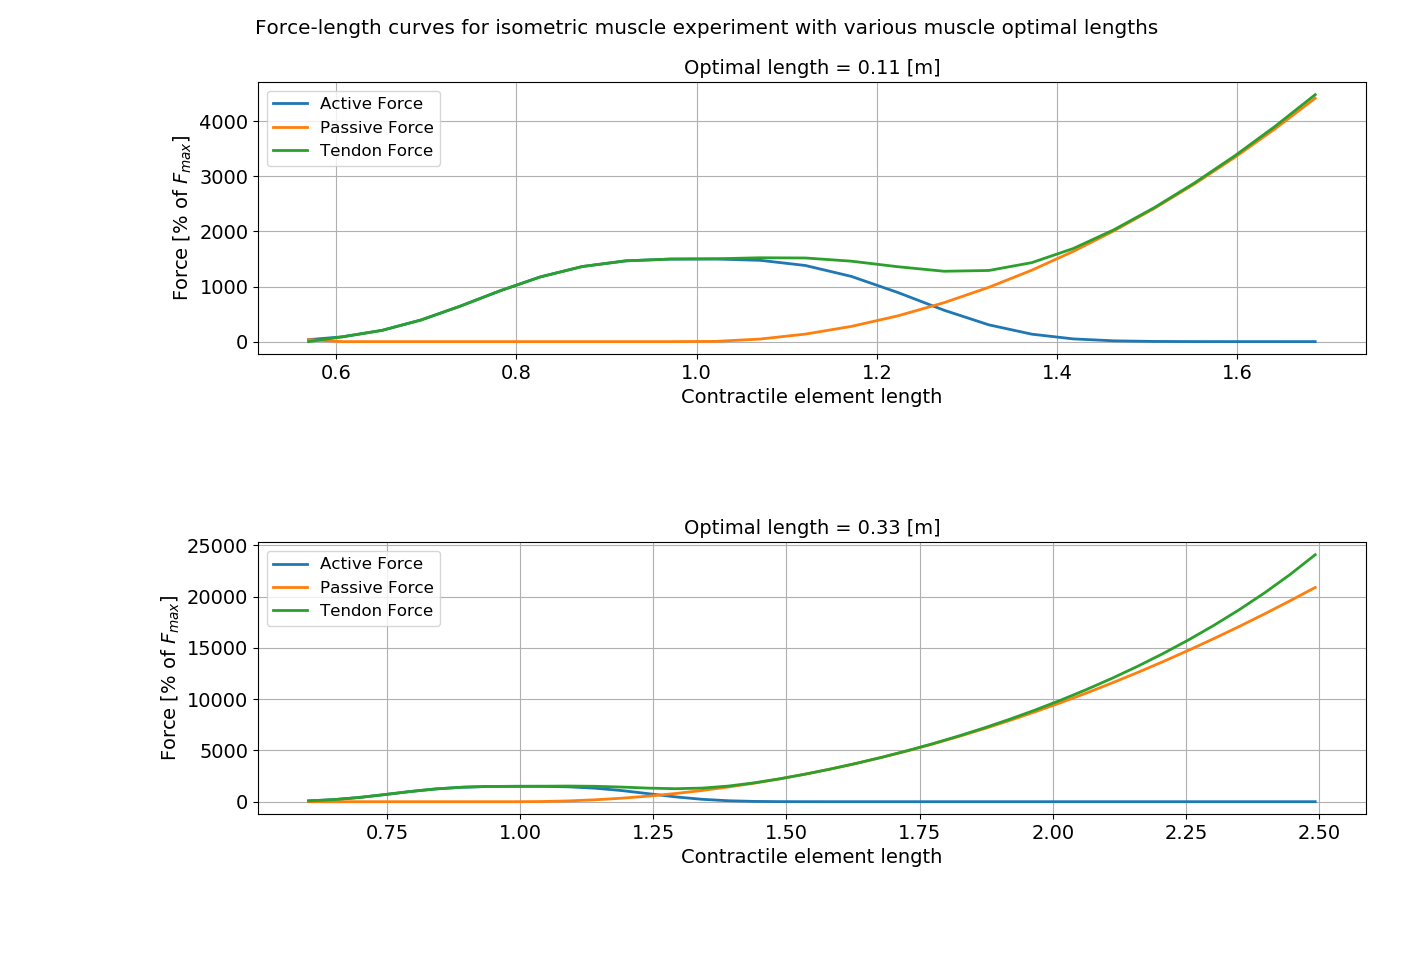 Force-length curves for isometric muscle experiment with various muscle optimal lengths
Optimal length = 0.11 [m]
Active Force
Passive Force
Tendon Force
Force [% of F_max]
4000
3000
2000
1000
0
0.6 0.8 1.0 1.2 1.4 1.6
Contractile element length
Optimal length = 0.33 [m]
Active Force
Passive Force
Tendon Force
Force [% of F_max]
25000
20000
15000
10000
5000
0
0.75 1.00 1.25 1.50 1.75 2.00 2.25 2.50
Contractile element length